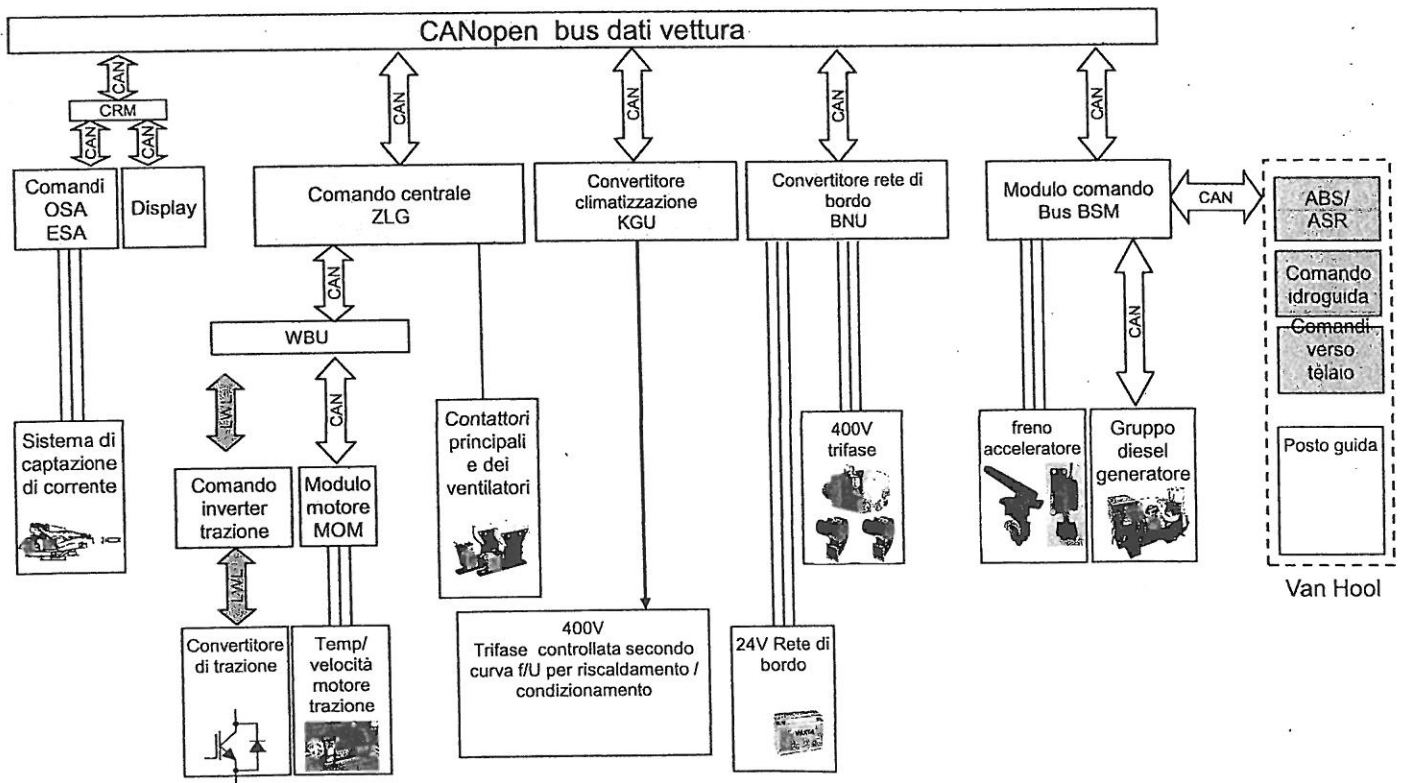 CANopen bus dati vettura
CAN
CRM
CAN
CAN
CAN
CAN
CAN
CAN
Comandi
OSA
ESA
Display
Comando centrale
ZLG
Convertitore
climatizzazione
KGU
Convertitore rete di
bordo
BNU
Modulo comando
Bus BSM
CAN
ABS/
ASR
Comando
idroguida
Comandi
verso
telaio
Posto guida
Van Hool
CAN
WBU
LWL
CAN
CAN
Sistema di
captazione
di corrente
Comando
inverter
trazione
Modulo
motore
MOM
Contattori
principali
e dei
ventilatori
400V
trifase
freno
acceleratore
Gruppo
diesel
generatore
LWL
Convertitore
di trazione
Temp/
velocità
motore
trazione
400V
Trifase controllata secondo
curva f/U per riscaldamento /
condizionamento
24V Rete di
bordo